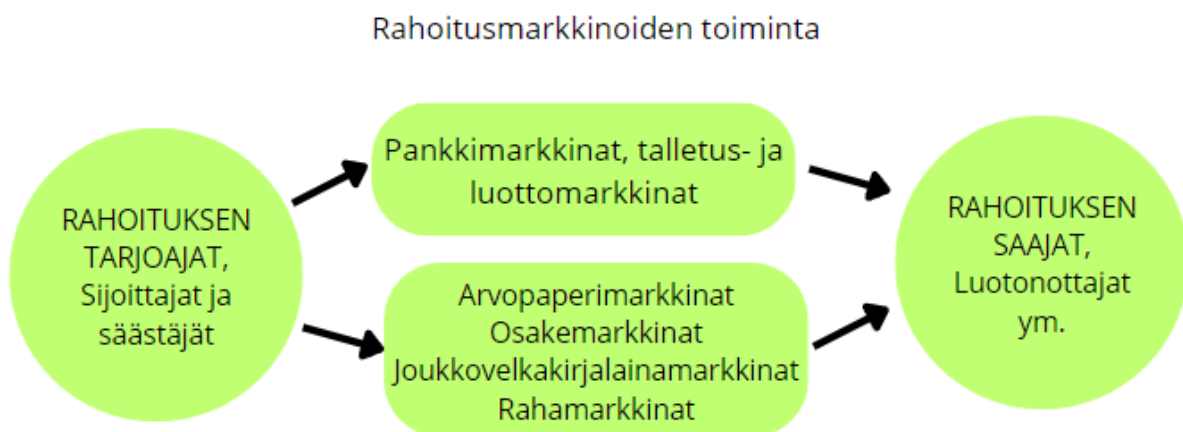 Rahoitusmarkkinoiden toiminta
RAHOITUKSEN
TARJOAJAT,
Sijoittajat ja
säästäjät
Pankkimarkkinat, talletus- ja
luottomarkkinat
Arvopaperimarkkinat
Osakemarkkinat
Joukkovelkakirjalainamarkkinat
Rahamarkkinat
RAHOITUKSEN
SAAJAT,
Luotonottajat
ym.